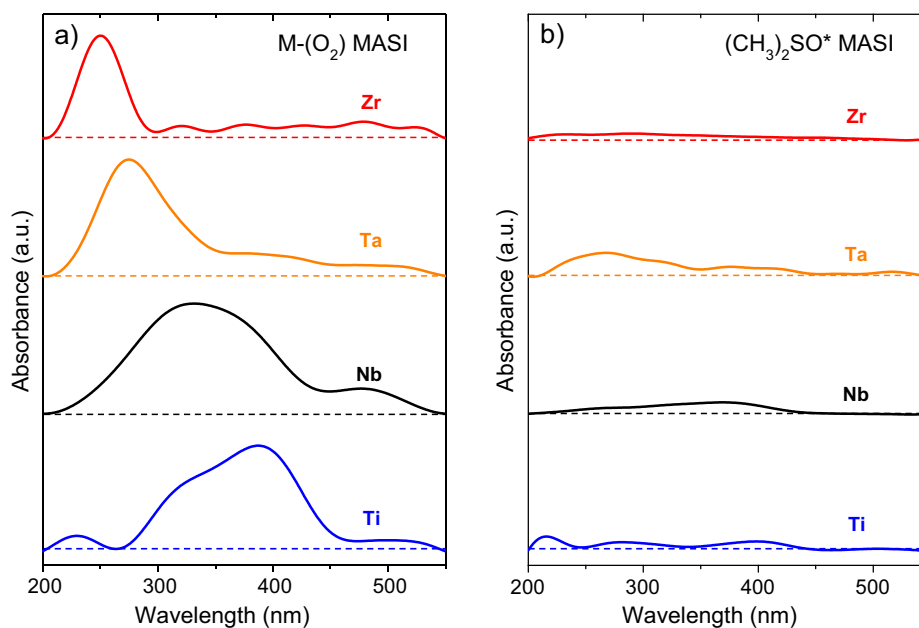 a)
M-(O₂) MASI
Zr
Ta
Nb
Ti
Absorbance (a.u.)
200 300 400 500
Wavelength (nm)
b)
(CH₃)₂SO* MASI
Zr
Ta
Nb
Ti
Absorbance (a.u.)
200 300 400 500
Wavelength (nm)